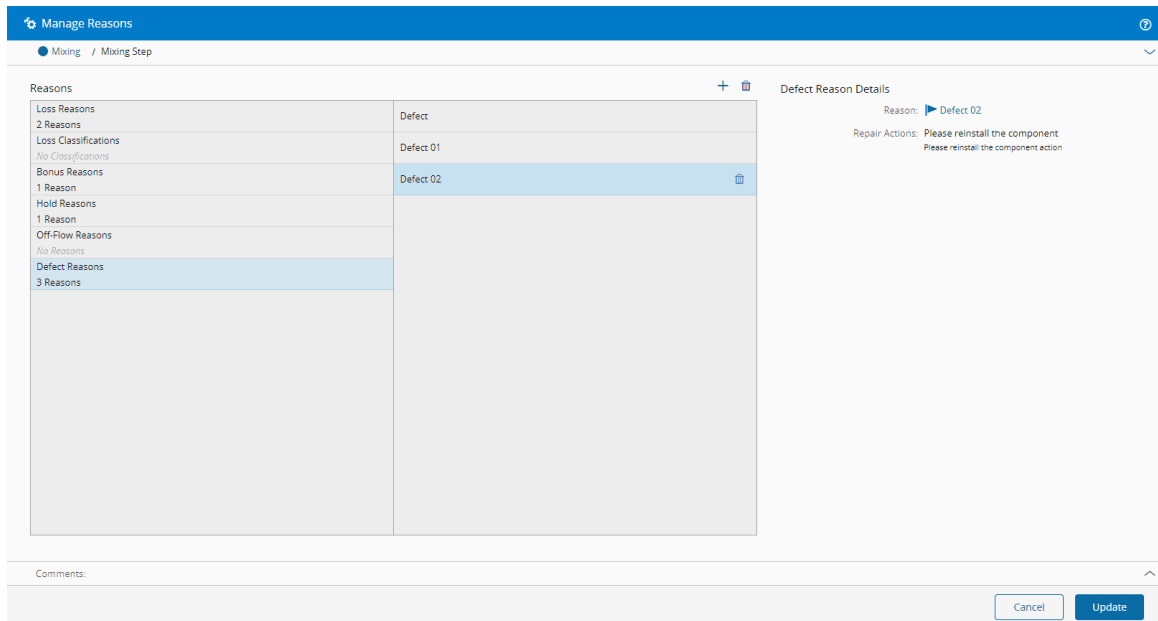 Manage Reasons
Mixing / Mixing Step
Reasons
Loss Reasons
2 Reasons
Loss Classifications
No Classifications
Bonus Reasons
1 Reason
Hold Reasons
1 Reason
Off-Flow Reasons
No Reasons
Defect Reasons
3 Reasons
Defect
Defect 01
Defect 02
Defect Reason Details
Reason: Defect 02
Repair Actions: Please reinstall the component
Please reinstall the component action
Comments:
Cancel
Update